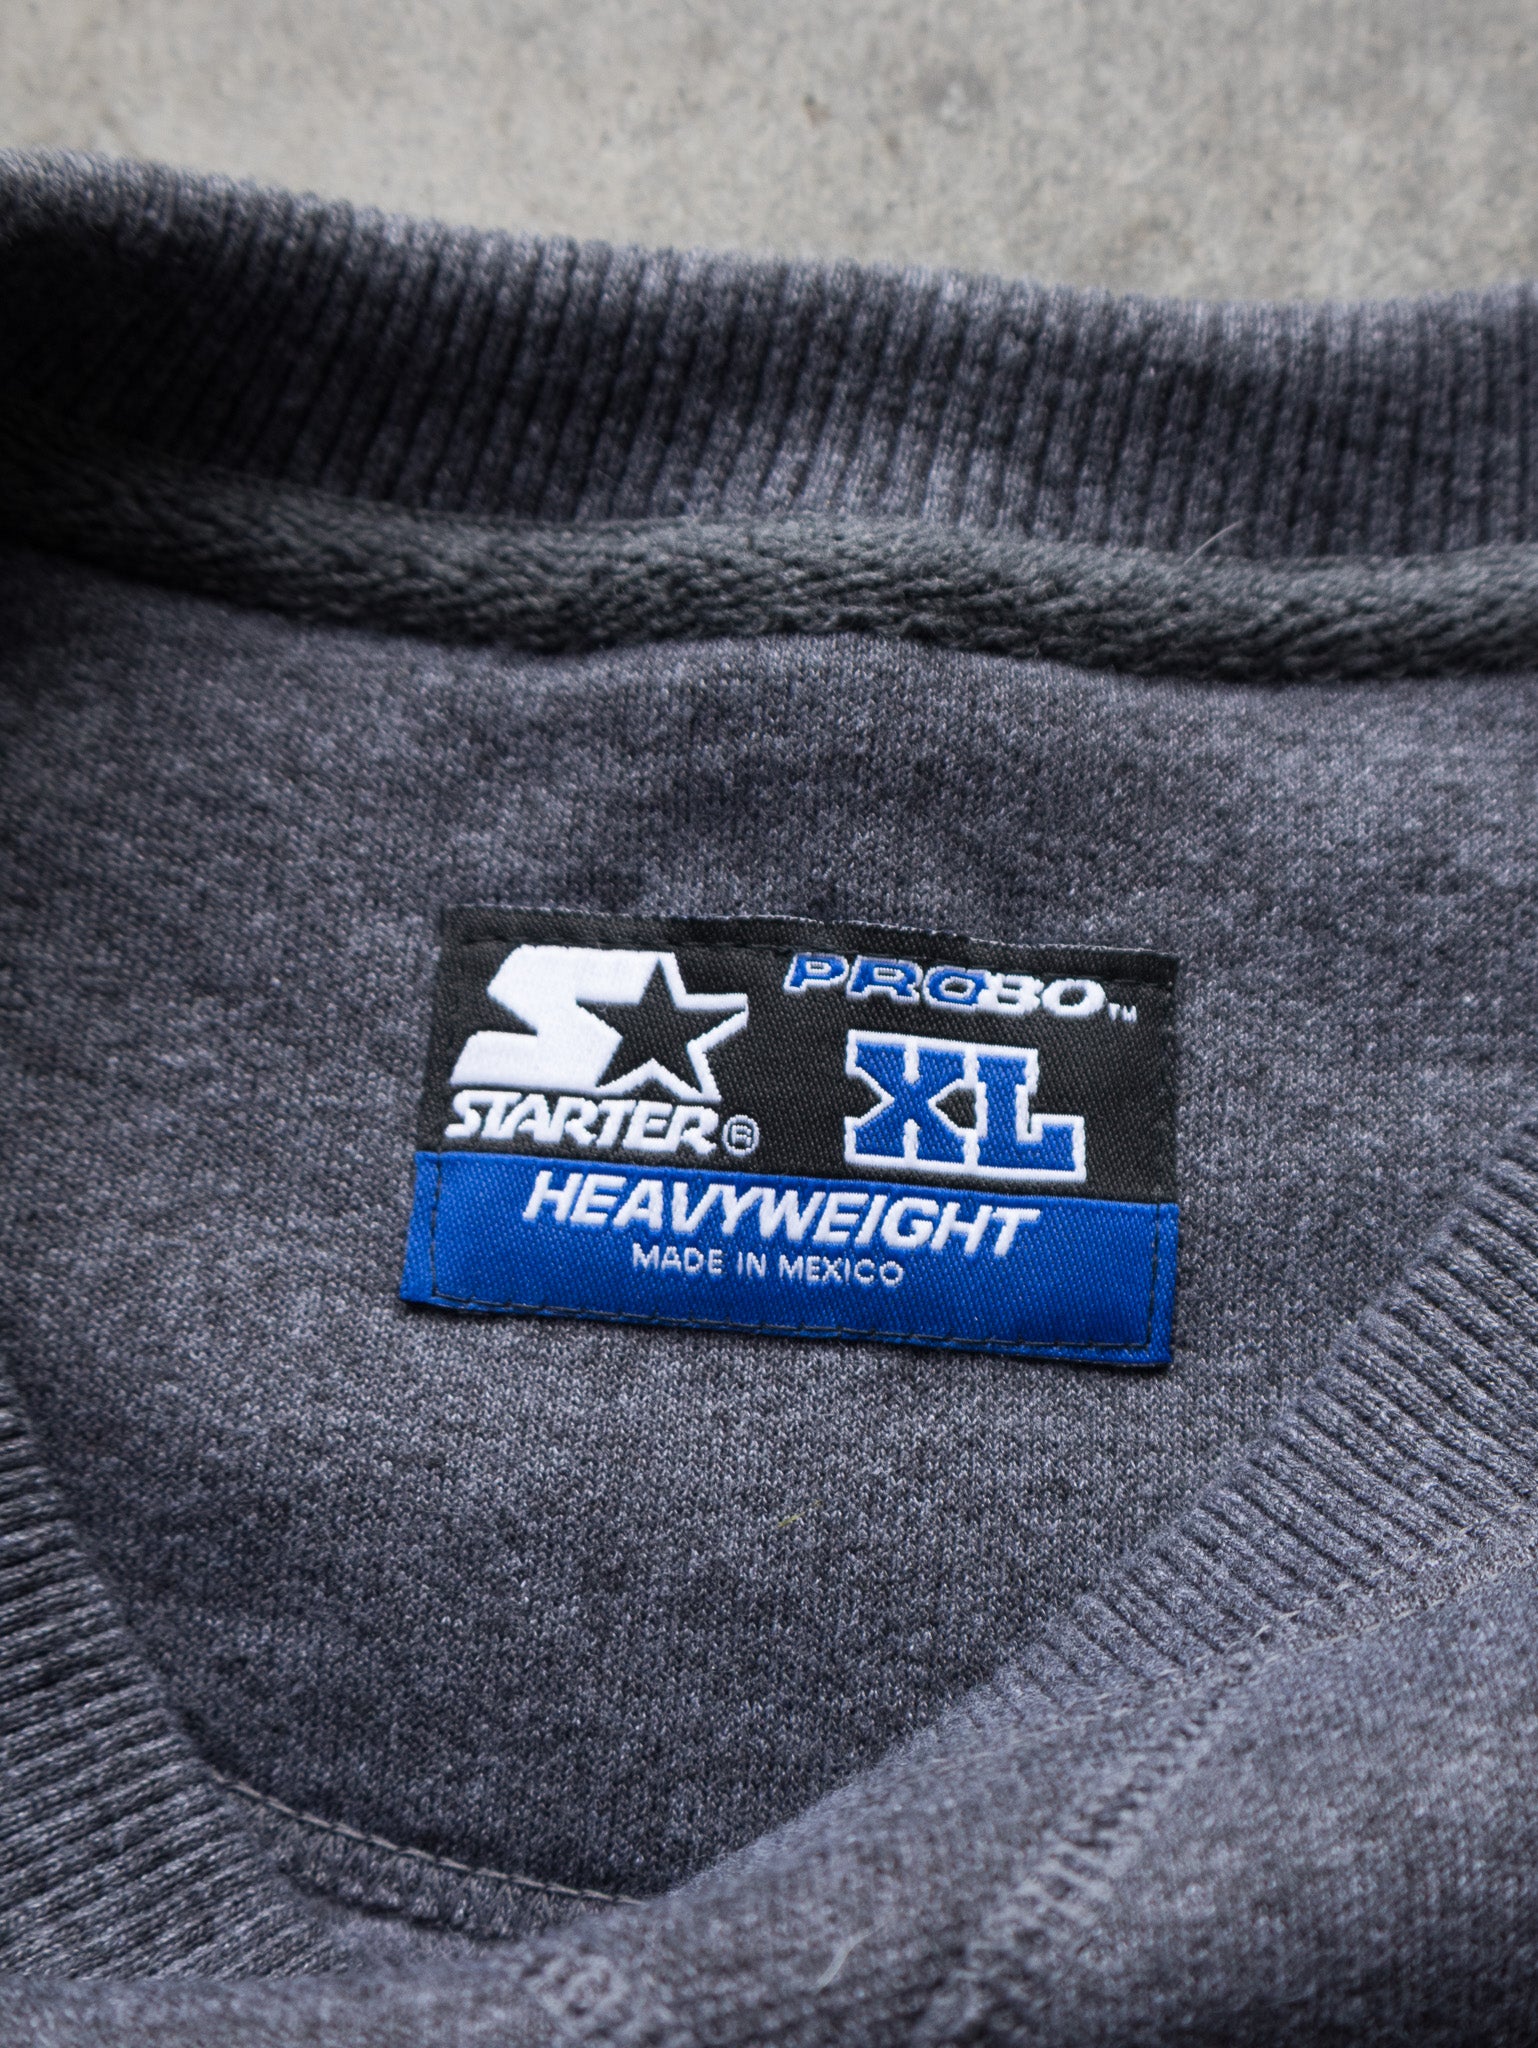 PRO80™
XL
STARTER®
HEAVYWEIGHT
MADE IN MEXICO